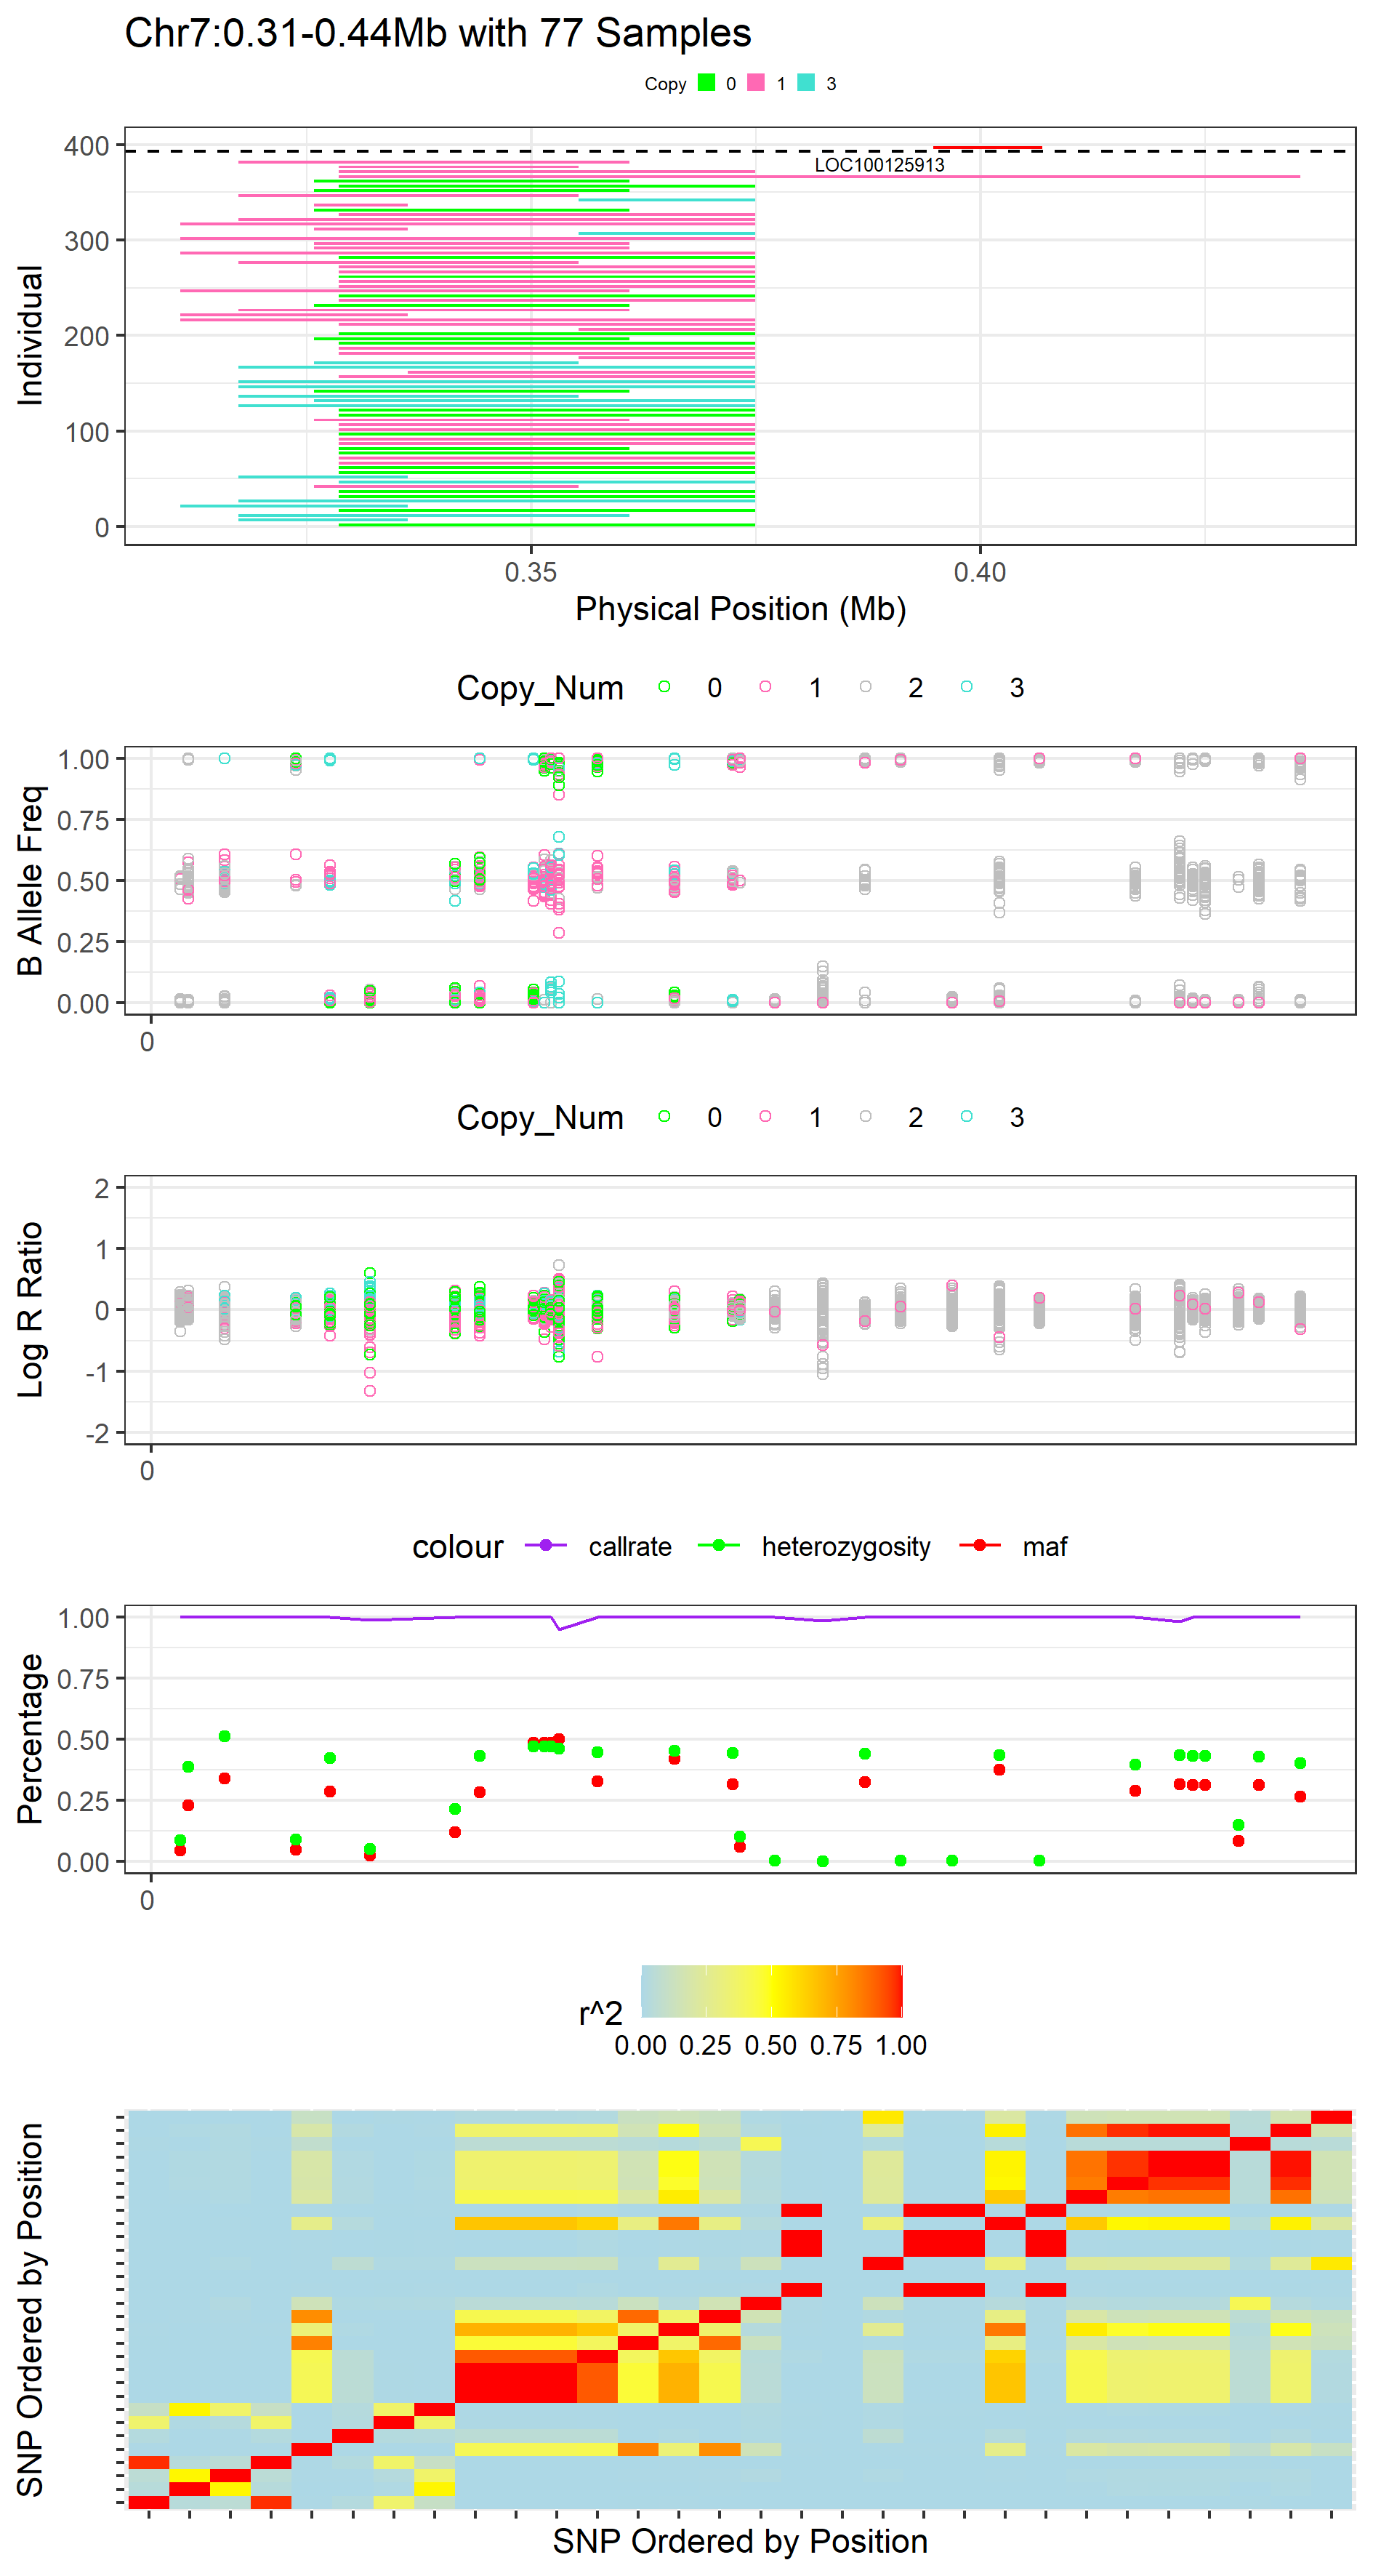 Chr7:0.31-0.44Mb with 77 Samples
Copy 0 1 3
400
300
200
100
0
Individual
LOC100125913
0.35 0.40
Physical Position (Mb)
Copy_Num 0 1 2 3
1.00
0.75
0.50
0.25
0.00
B Allele Freq
0
Copy_Num 0 1 2 3
2
1
0
-1
-2
Log R Ratio
0
colour callrate heterozygosity maf
1.00
0.75
0.50
0.25
0.00
Percentage
0
r^2
0.00 0.25 0.50 0.75 1.00
SNP Ordered by Position
SNP Ordered by Position